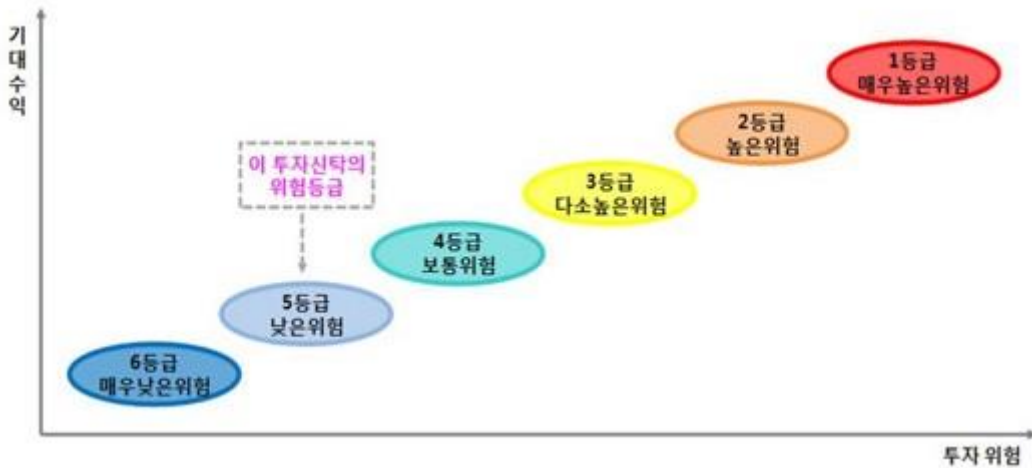 기대수익
1등급
매우높은위험
2등급
높은위험
이 투자신탁의
위험등급
3등급
다소높은위험
4등급
보통위험
5등급
낮은위험
6등급
매우낮은위험
투자 위험